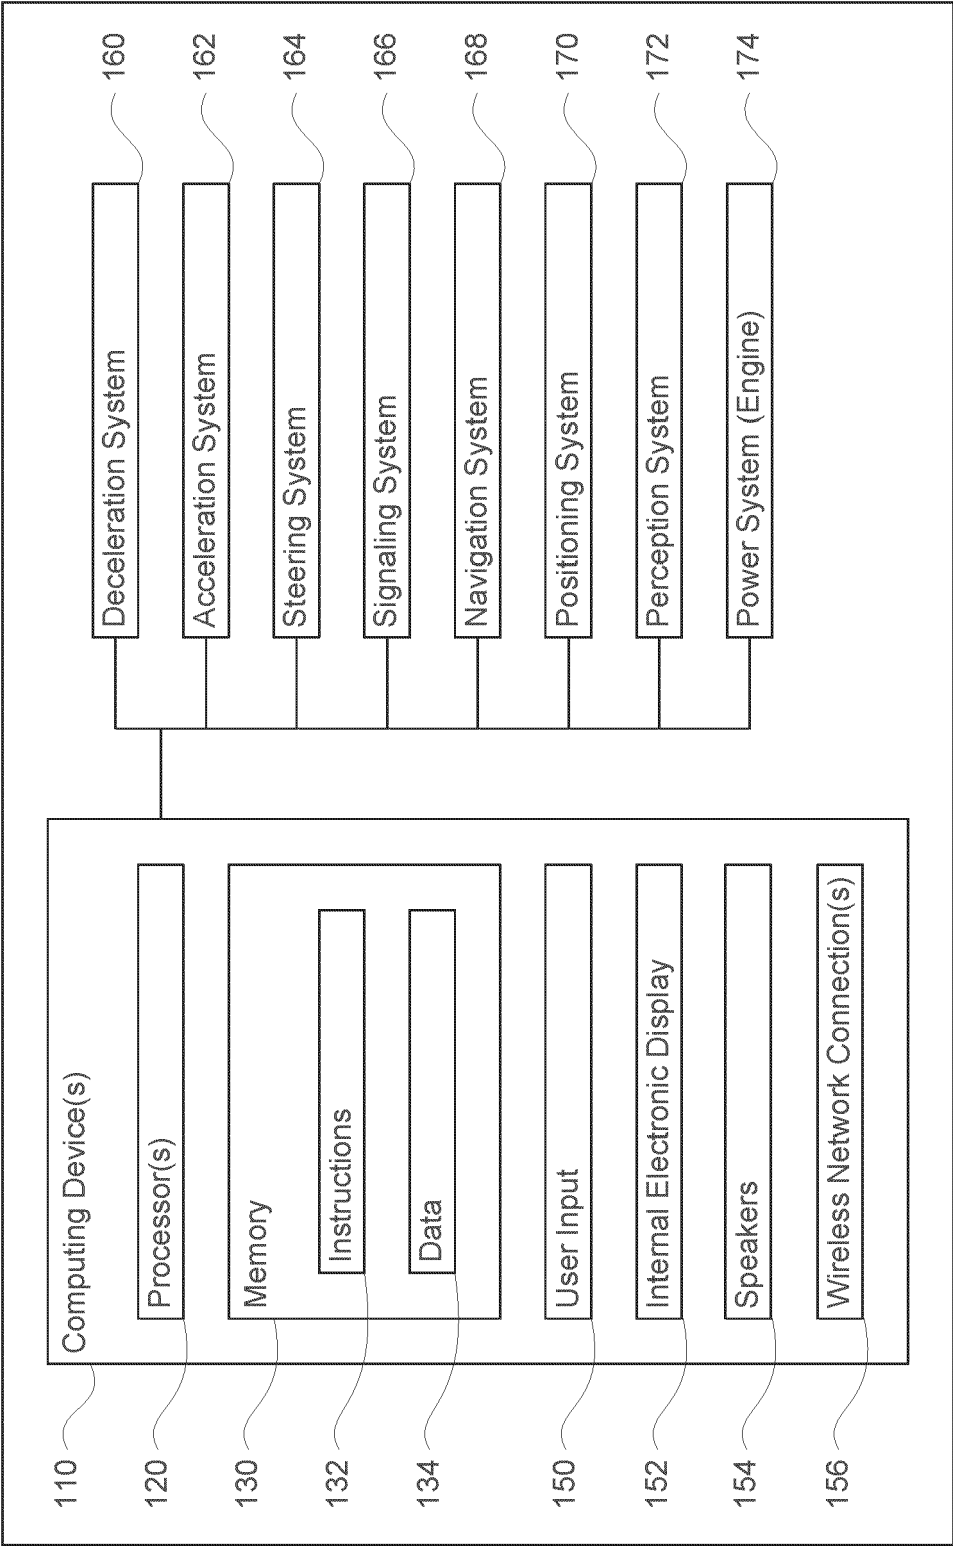 110
Computing Device(s)
120
Processor(s)
130
Memory
132
Instructions
134
Data
150
User Input
152
Internal Electronic Display
154
Speakers
156
Wireless Network Connection(s)
Deceleration System
160
Acceleration System
162
Steering System
164
Signaling System
166
Navigation System
168
Positioning System
170
Perception System
172
Power System (Engine)
174